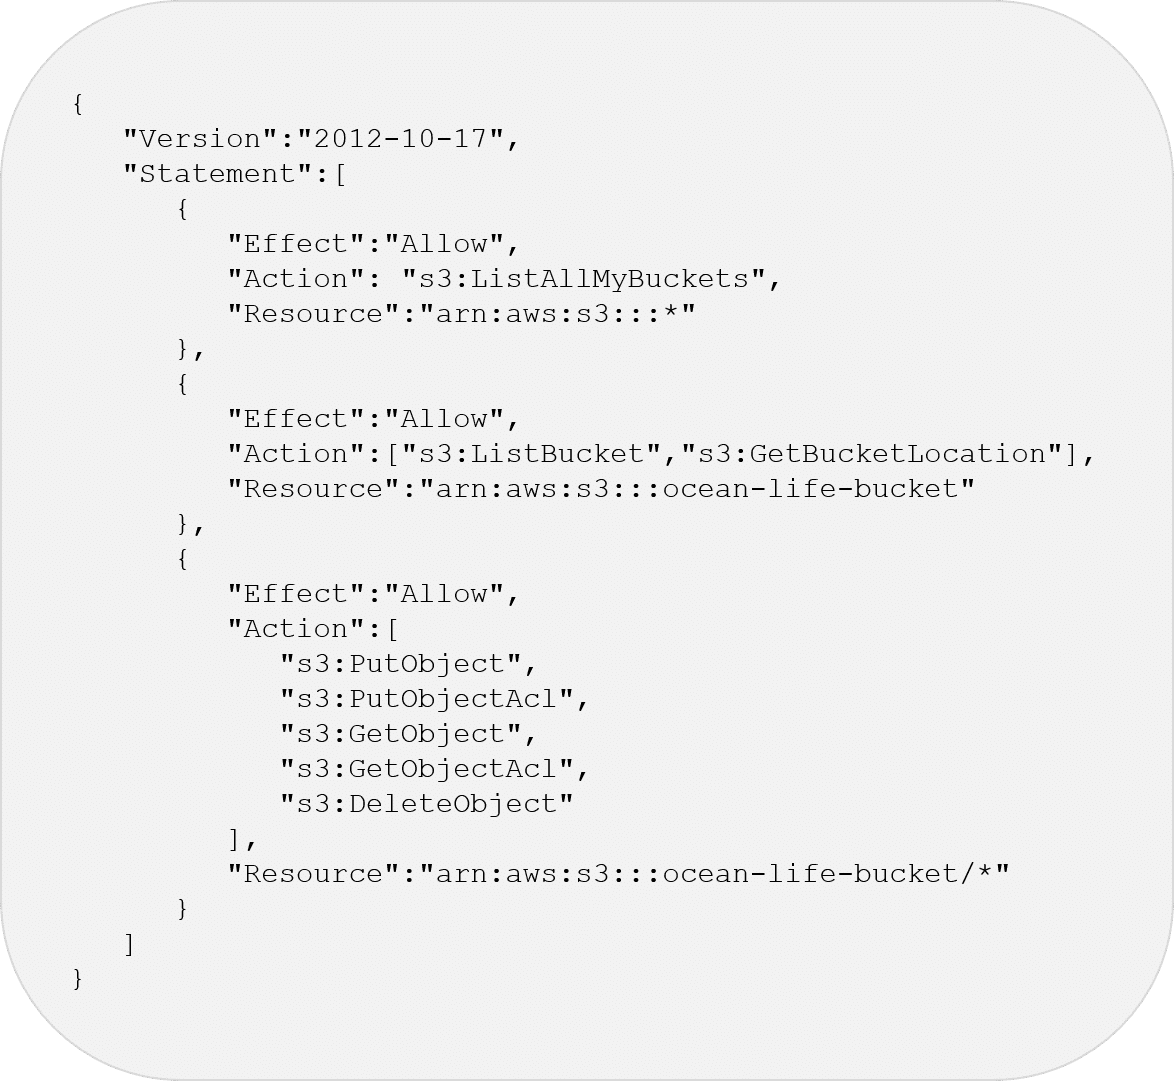 {
   "Version":"2012-10-17",
   "Statement":[
      {
         "Effect":"Allow",
         "Action": "s3:ListAllMyBuckets",
         "Resource":"arn:aws:s3:::*"
      },
      {
         "Effect":"Allow",
         "Action":["s3:ListBucket","s3:GetBucketLocation"],
         "Resource":"arn:aws:s3:::ocean-life-bucket"
      },
      {
         "Effect":"Allow",
         "Action":[
            "s3:PutObject",
            "s3:PutObjectAcl",
            "s3:GetObject",
            "s3:GetObjectAcl",
            "s3:DeleteObject"
         ],
         "Resource":"arn:aws:s3:::ocean-life-bucket/*"
      }
   ]
}